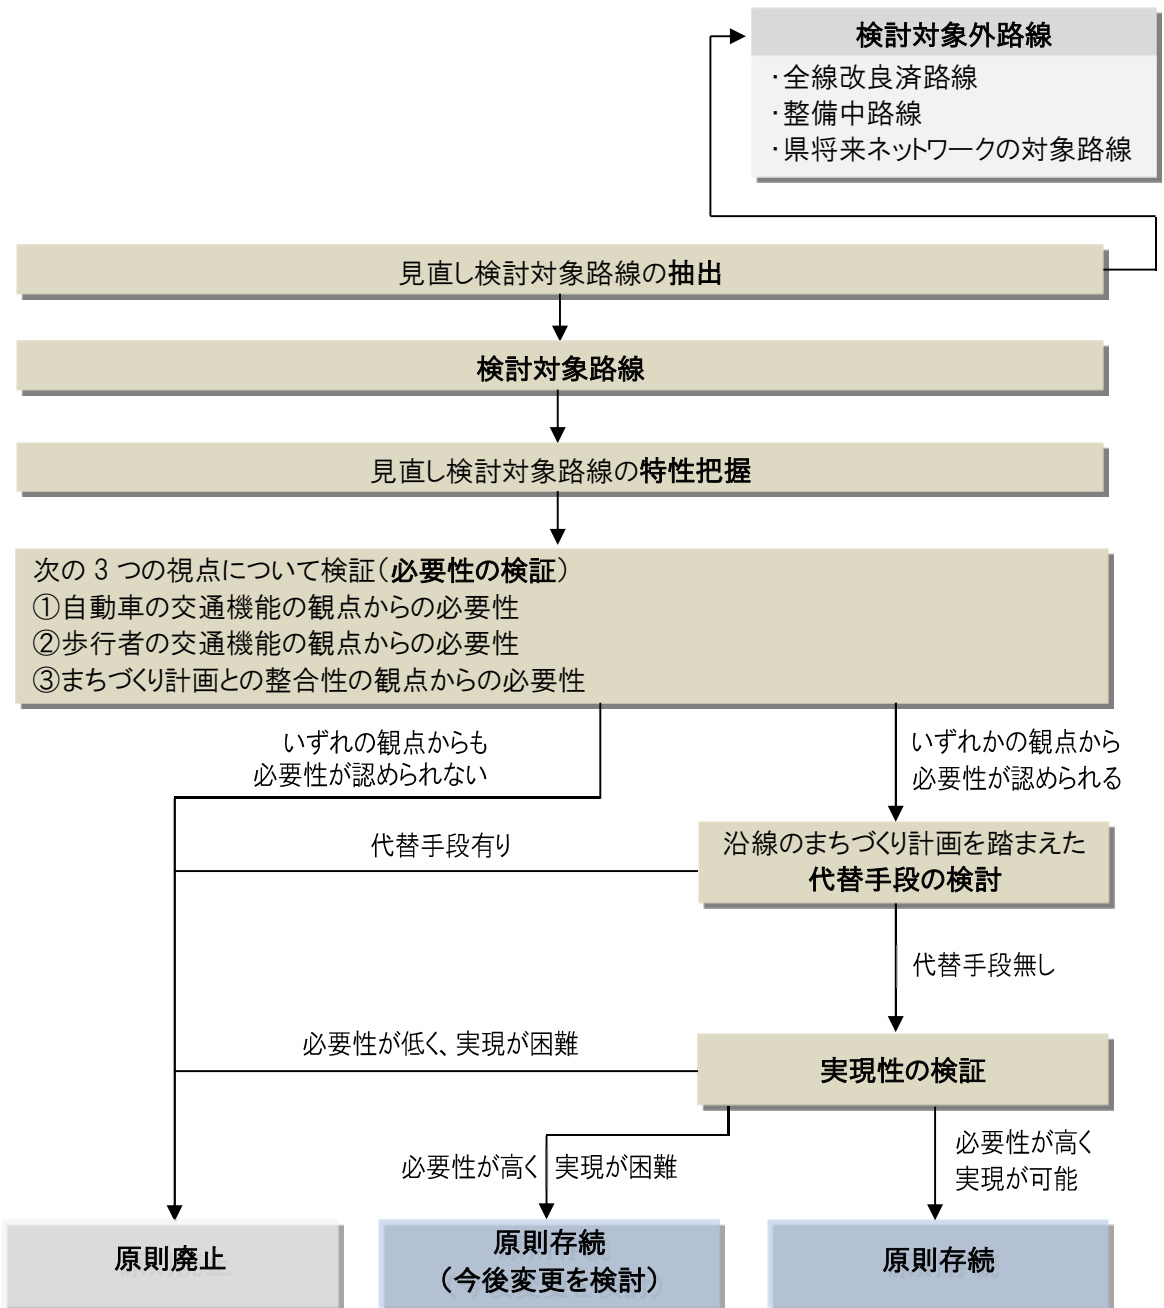 検討対象外路線
・全線改良済路線
・整備中路線
・県将来ネットワークの対象路線
見直し検討対象路線の抽出
検討対象路線
見直し検討対象路線の特性把握
次の 3 つの視点について検証（必要性の検証）
①自動車の交通機能の観点からの必要性
②歩行者の交通機能の観点からの必要性
③まちづくり計画との整合性の観点からの必要性
いずれの観点からも
必要性が認められない
いずれかの観点から
必要性が認められる
代替手段有り
沿線のまちづくり計画を踏まえた
代替手段の検討
代替手段無し
必要性が低く、実現が困難
実現性の検証
必要性が高く 実現が困難
必要性が高く
実現が可能
原則廃止
原則存続
（今後変更を検討）
原則存続